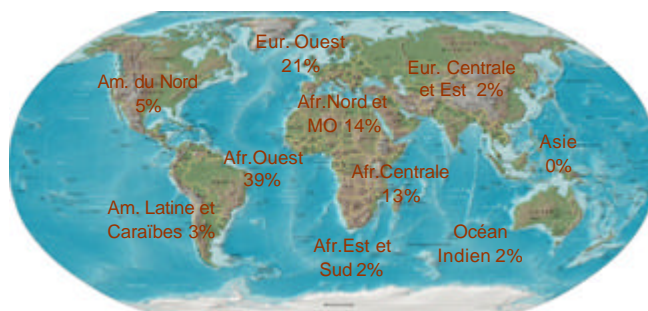 Eur. Ouest
21%
Am. du Nord
5%
Eur. Centrale
et Est 2%
Afr.Nord et
MO 14%
Asie
0%
Afr.Ouest
39%
Afr.Centrale
13%
Am. Latine et
Caraïbes 3%
Afr.Est et
Sud 2%
Océan
Indien 2%